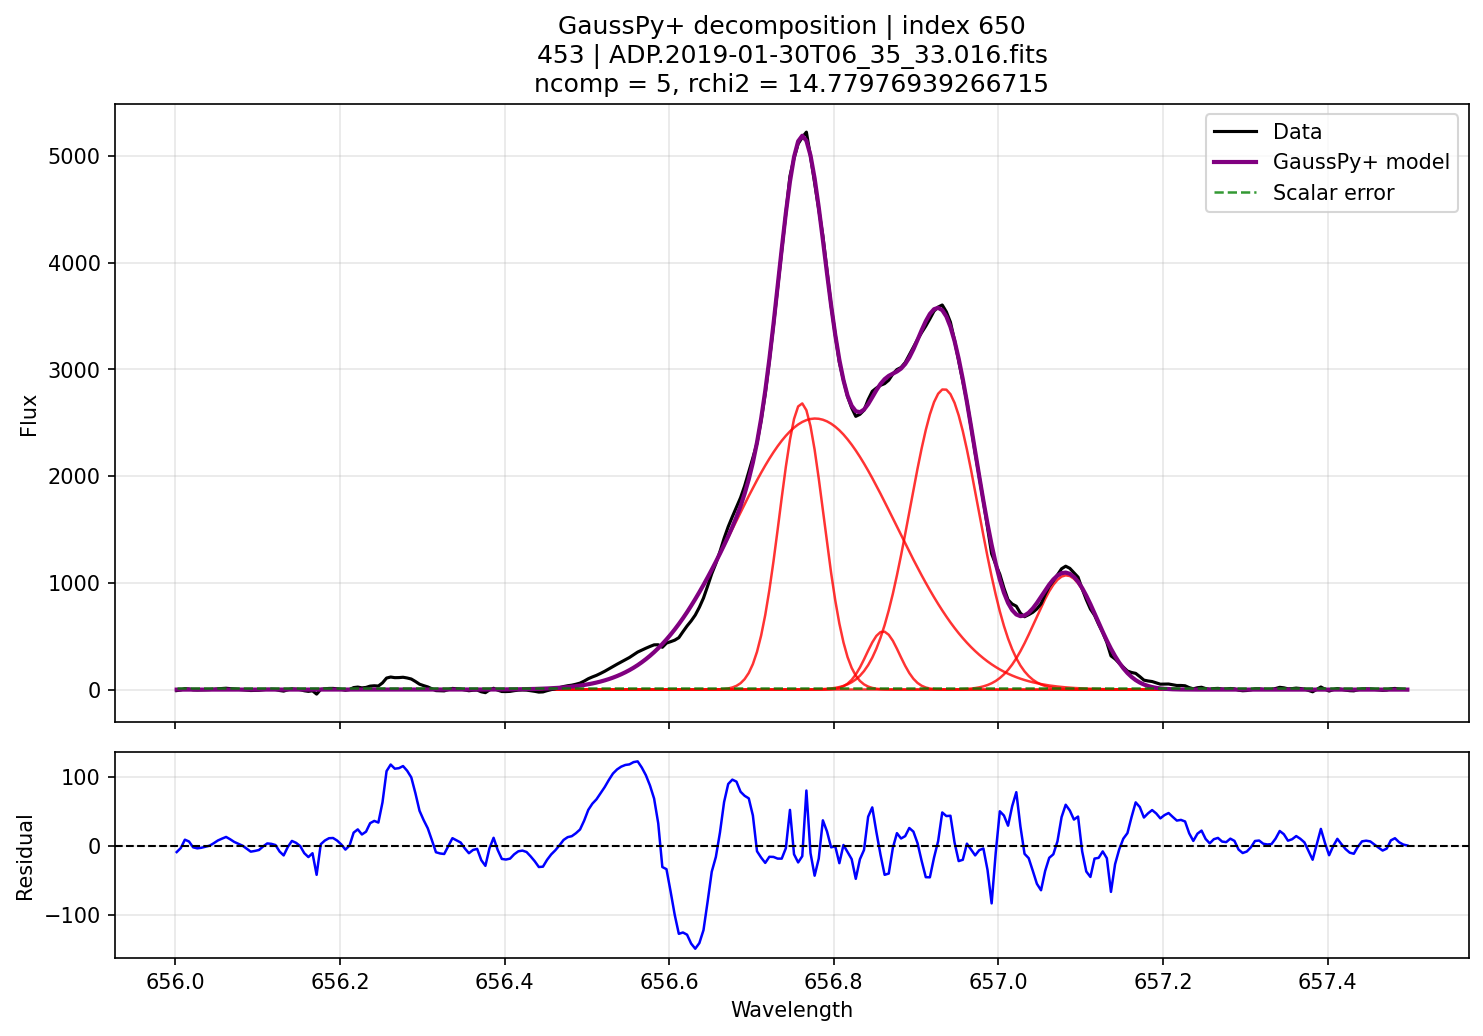 GaussPy+ decomposition | index 650
453 | ADP.2019-01-30T06_35_33.016.fits
ncomp = 5, rchi2 = 14.77976939266715
Data
GaussPy+ model
Scalar error
Flux
5000
4000
3000
2000
1000
0
Residual
100
0
−100
656.0 656.2 656.4 656.6 656.8 657.0 657.2 657.4
Wavelength